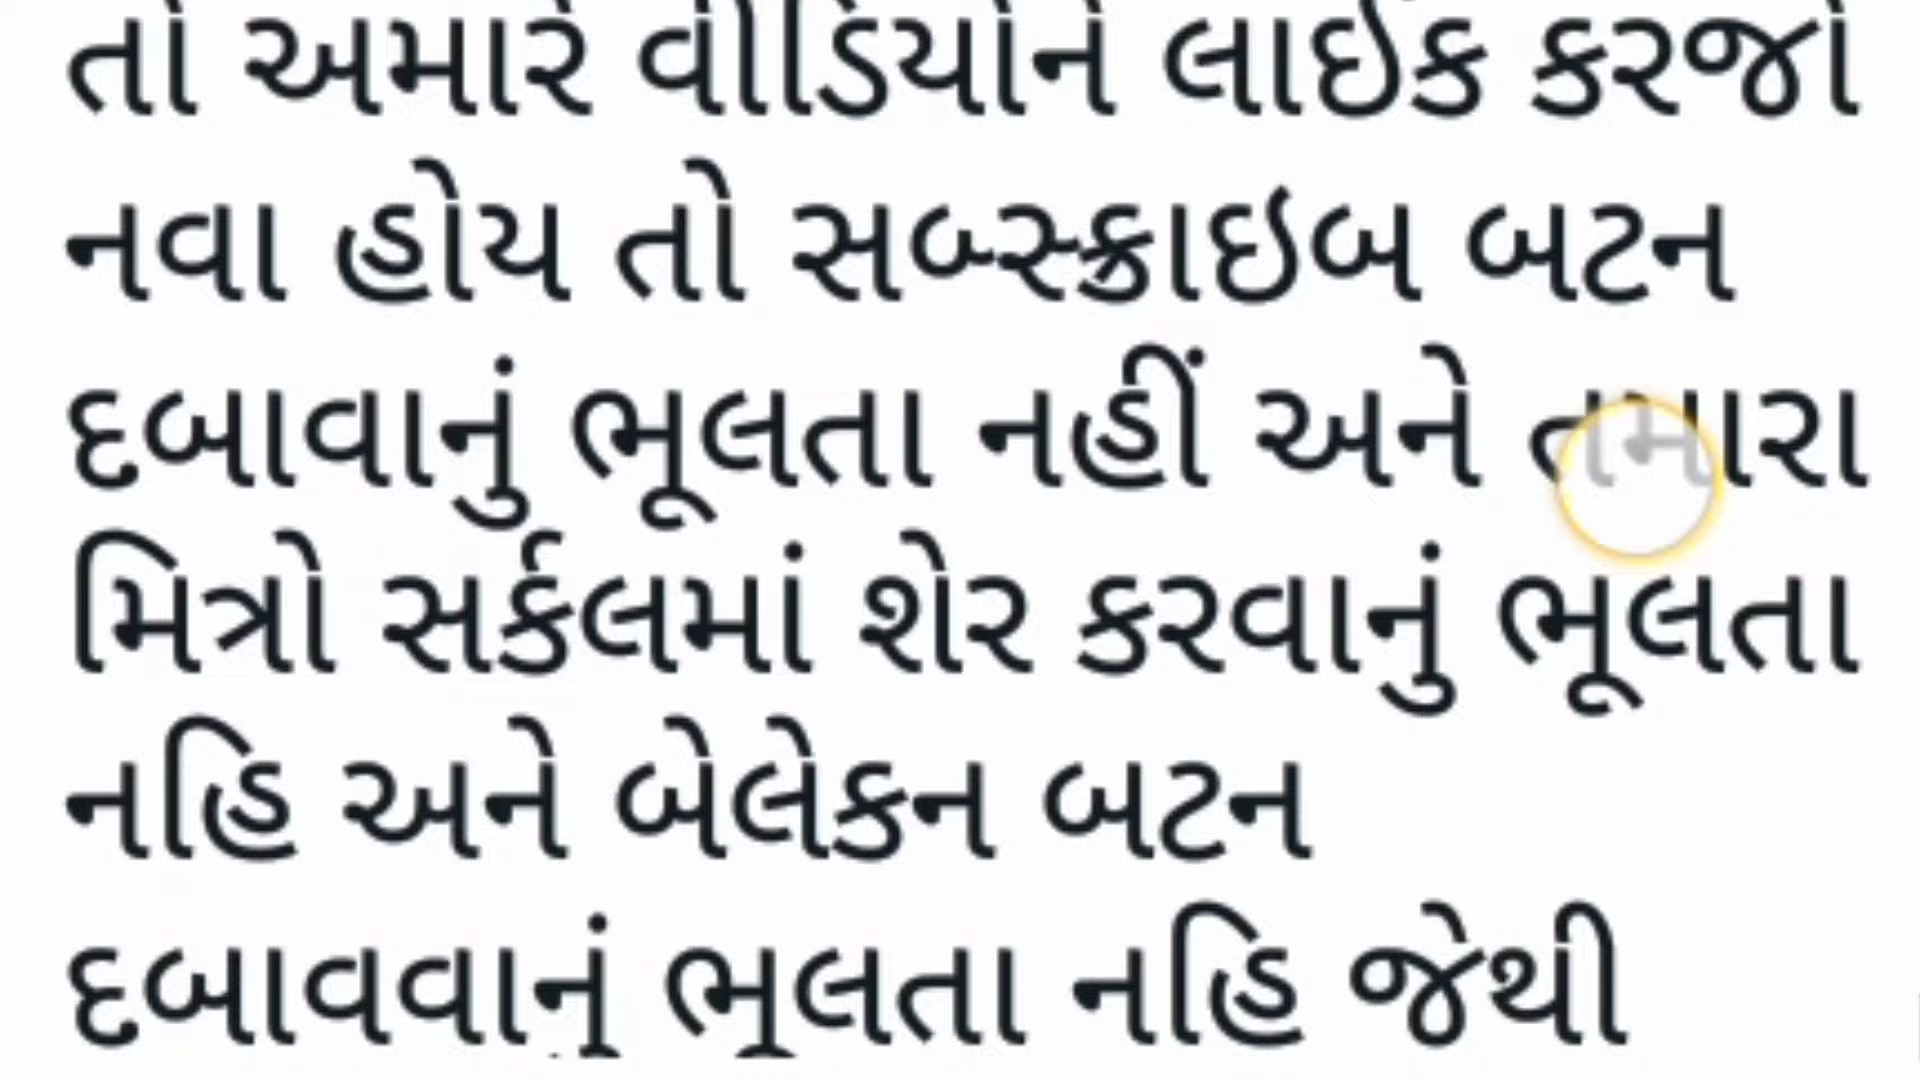 તો અમારે વીડિયોને લાઈક કરજો
નવા હોય તો સબ્સ્ક્રાઇબ બટન
દબાવાનું ભૂલતા નહીં અને તમારા
મિત્રો સર્કલમાં શેર કરવાનું ભૂલતા
નહિ અને બેલેકન બટન
દબાવવાનું ભૂલતા નહિ જેથી